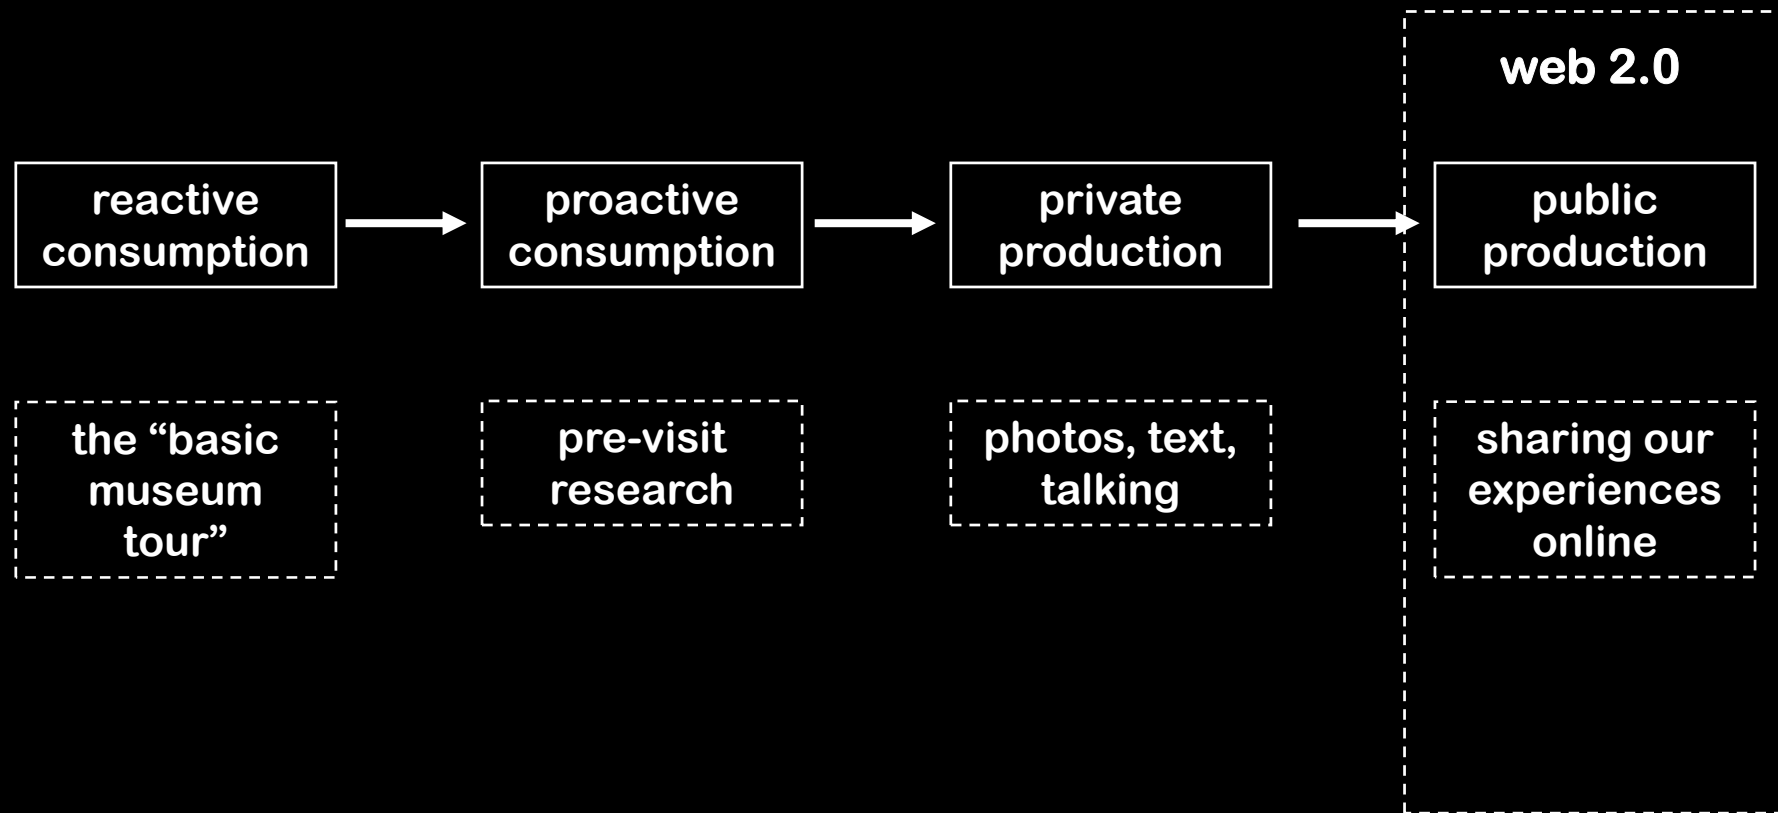 web 2.0
reactive
consumption
proactive
consumption
private
production
public
production
the “basic
museum
tour”
pre-visit
research
photos, text,
talking
sharing our
experiences
online